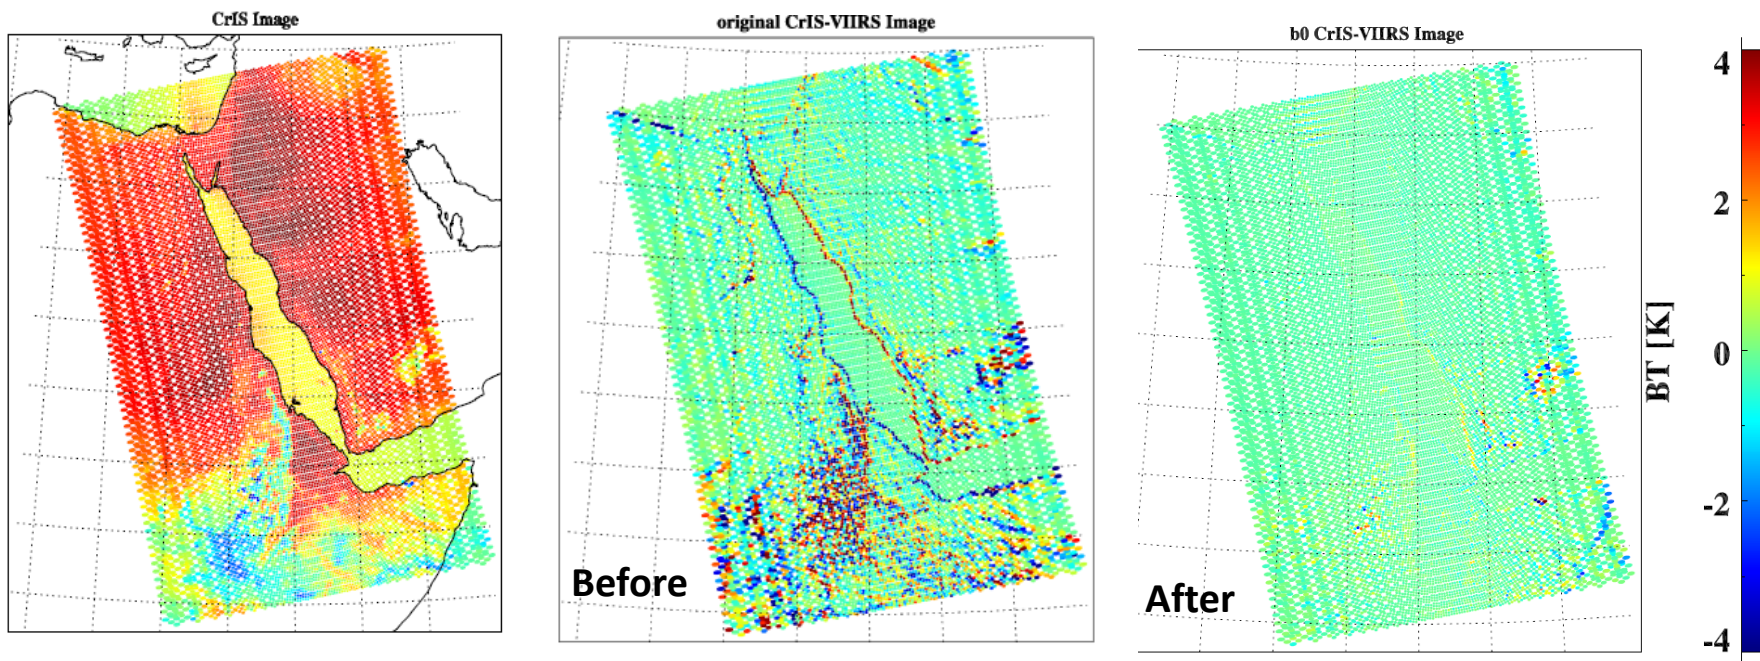 CrIS Image
original CrIS-VIIRS Image
b0 CrIS-VIIRS Image
4
2
0
-2
-4
BT [K]
Before
After